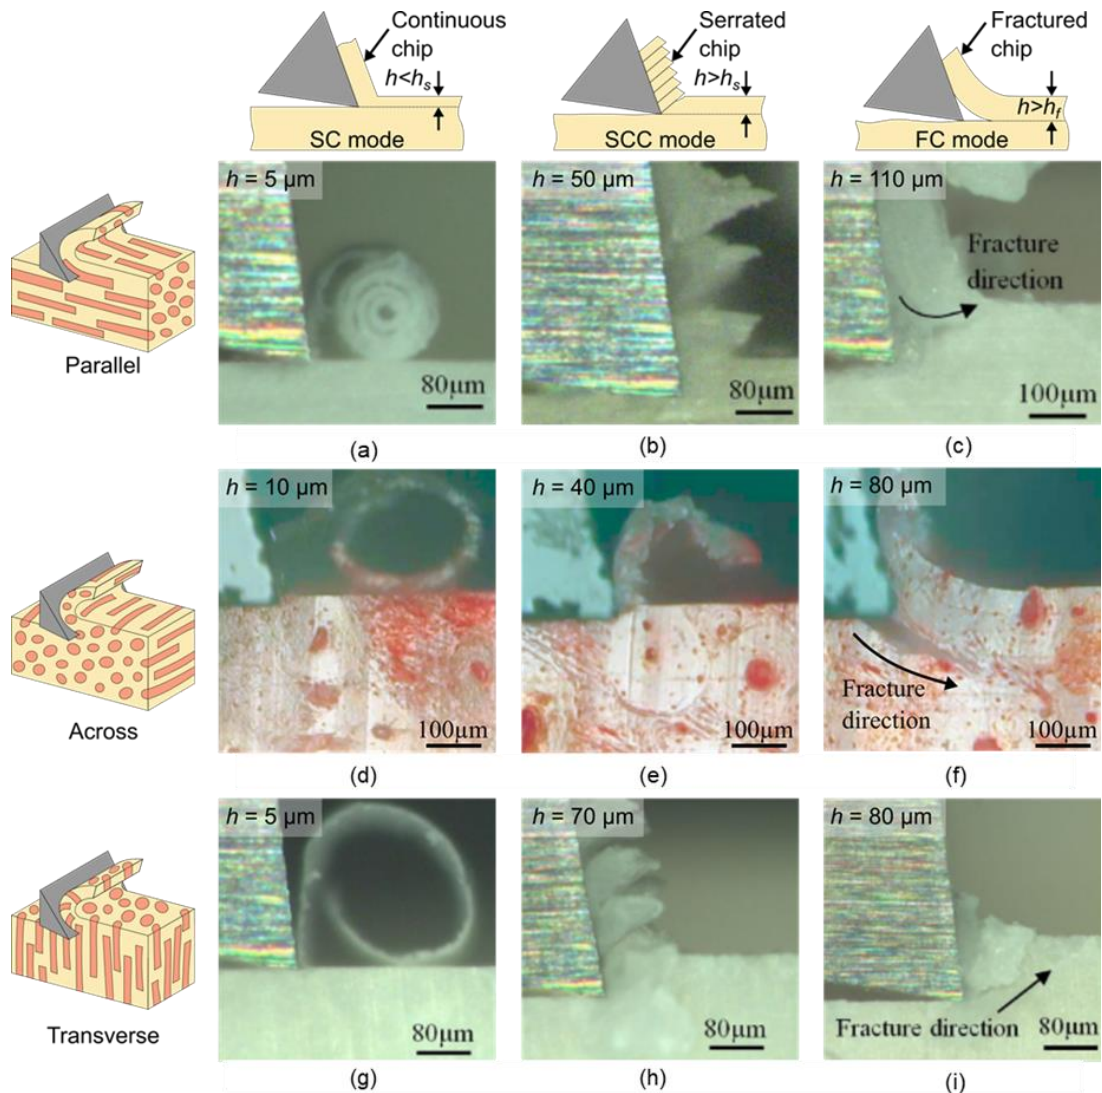 Continuous
chip
h<hs
SC mode
Serrated
chip
h>hs
SCC mode
Fractured
chip
h>hf
FC mode
Parallel
h = 5 μm
80μm
(a)
h = 50 μm
80μm
(b)
h = 110 μm
Fracture
direction
100μm
(c)
Across
h = 10 μm
100μm
(d)
h = 40 μm
100μm
(e)
h = 80 μm
Fracture
direction
100μm
(f)
Transverse
h = 5 μm
80μm
(g)
h = 70 μm
80μm
(h)
h = 80 μm
Fracture direction
80μm
(i)